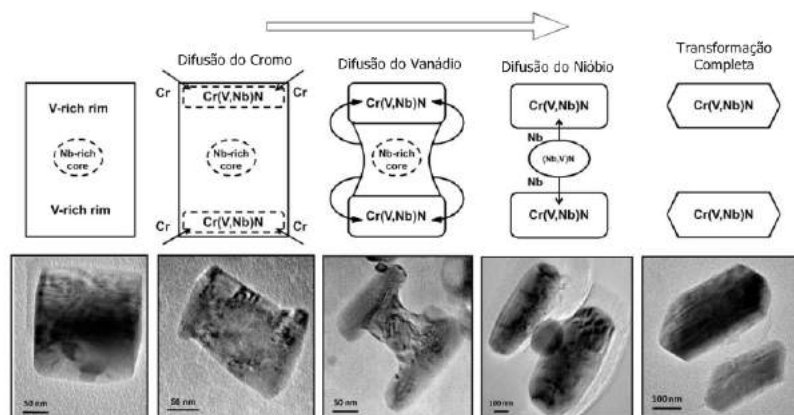 Difusão do Cromo
Difusão do Vanádio
Difusão do Nióbio
Transformação
Completa
V-rich rim
Nb-rich
core
V-rich rim
Cr
Cr
Cr(V,Nb)N
Nb-rich
core
Cr(V,Nb)N
Cr
Cr
Cr(V,Nb)N
Nb-rich
core
Cr(V,Nb)N
Cr(V,Nb)N
Nb
(Nb,V)N
Nb
Cr(V,Nb)N
Cr(V,Nb)N
Cr(V,Nb)N
50 nm
50 nm
50 nm
100 nm
100 nm